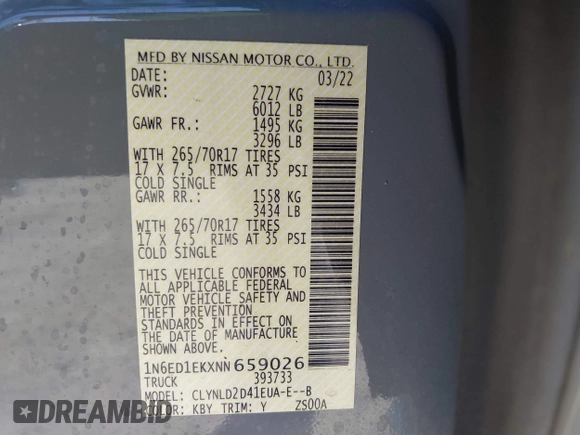 MFD BY NISSAN MOTOR CO., LTD.
DATE: 03/22
GVWR: 2727 KG
6012 LB
GAWR FR.: 1495 KG
3296 LB
WITH 265/70R17 TIRES
17 X 7.5 RIMS AT 35 PSI
COLD SINGLE
GAWR RR.: 1558 KG
3434 LB
WITH 265/70R17 TIRES
17 X 7.5 RIMS AT 35 PSI
COLD SINGLE
THIS VEHICLE CONFORMS TO
ALL APPLICABLE FEDERAL
MOTOR VEHICLE SAFETY AND
THEFT PREVENTION
STANDARDS IN EFFECT ON
THE DATE OF MANUFACTURE
SHOWN ABOVE.
1N6ED1EKXNN659026
TRUCK 393733
MODEL: CLYNLD2D41EUA-E--B
COLOR: KBY TRIM: Y ZS00A
AutoBidMaster